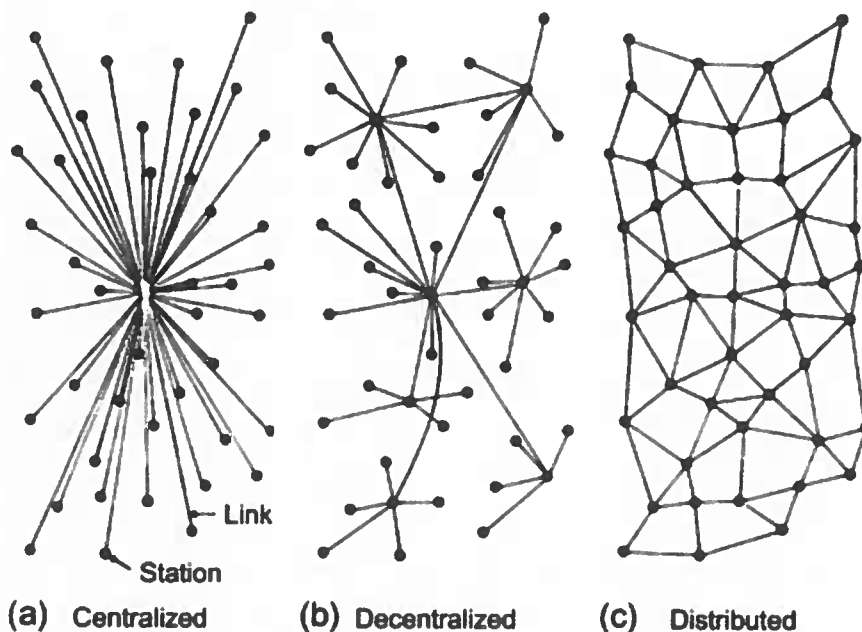 Link
Station
(a) Centralized
(b) Decentralized
(c) Distributed